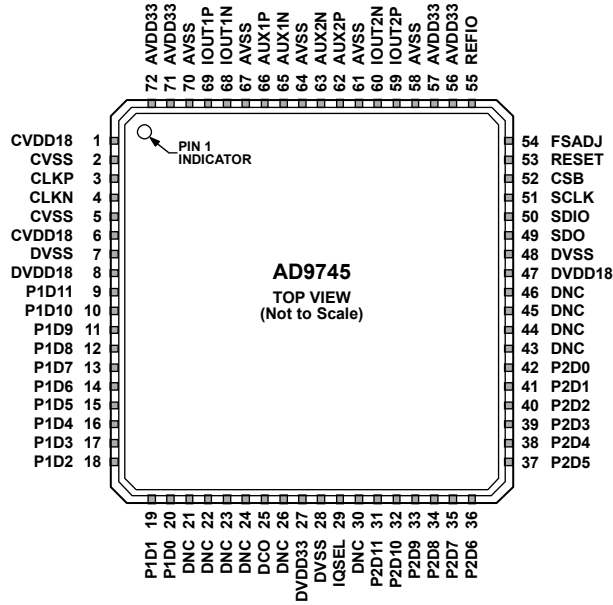 72 AVDD33
71 AVDD33
70 AVSS
69 IOUT1P
68 IOUT1N
67 AVSS
66 AUX1P
65 AUX1N
64 AVSS
63 AUX2N
62 AUX2P
61 AVSS
60 IOUT2N
59 IOUT2P
58 AVSS
57 AVDD33
56 AVDD33
55 REFIO
CVDD18 1
CVSS 2
CLKP 3
CLKN 4
CVSS 5
CVDD18 6
DVSS 7
DVDD18 8
P1D11 9
P1D10 10
P1D9 11
P1D8 12
P1D7 13
P1D6 14
P1D5 15
P1D4 16
P1D3 17
P1D2 18
PIN 1
INDICATOR
AD9745
TOP VIEW
(Not to Scale)
54 FSADJ
53 RESET
52 CSB
51 SCLK
50 SDIO
49 SDO
48 DVSS
47 DVDD18
46 DNC
45 DNC
44 DNC
43 DNC
42 P2D0
41 P2D1
40 P2D2
39 P2D3
38 P2D4
37 P2D5
P1D1 19
P1D0 20
DNC 21
DNC 22
DNC 23
DNC 24
DCO 25
DNC 26
DVDD33 27
DVSS 28
IQSEL 29
DNC 30
P2D11 31
P2D10 32
P2D9 33
P2D8 34
P2D7 35
P2D6 36